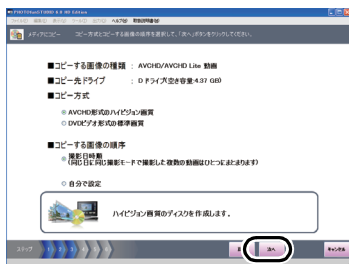 メディアにコピー コピー方式とコピーする画像の順序を選択して、「次へ」ボタンをクリックしてください。
■コピーする画像の種類 : AVCHD/AVCHD Lite 動画
■コピー先ドライブ : D ドライブ(空き容量:4.37 GB)
■コピー方式
AVCHD形式のハイビジョン画質
DVDビデオ形式の標準画質
■コピーする画像の順序
撮影日時順
(同じ日に同じ撮影モードで撮影した複数の動画はひとつにまとまります)
自分で設定
ハイビジョン画質のディスクを作成します。
ステップ 1 2 3 4 5 6
次へ キャンセル